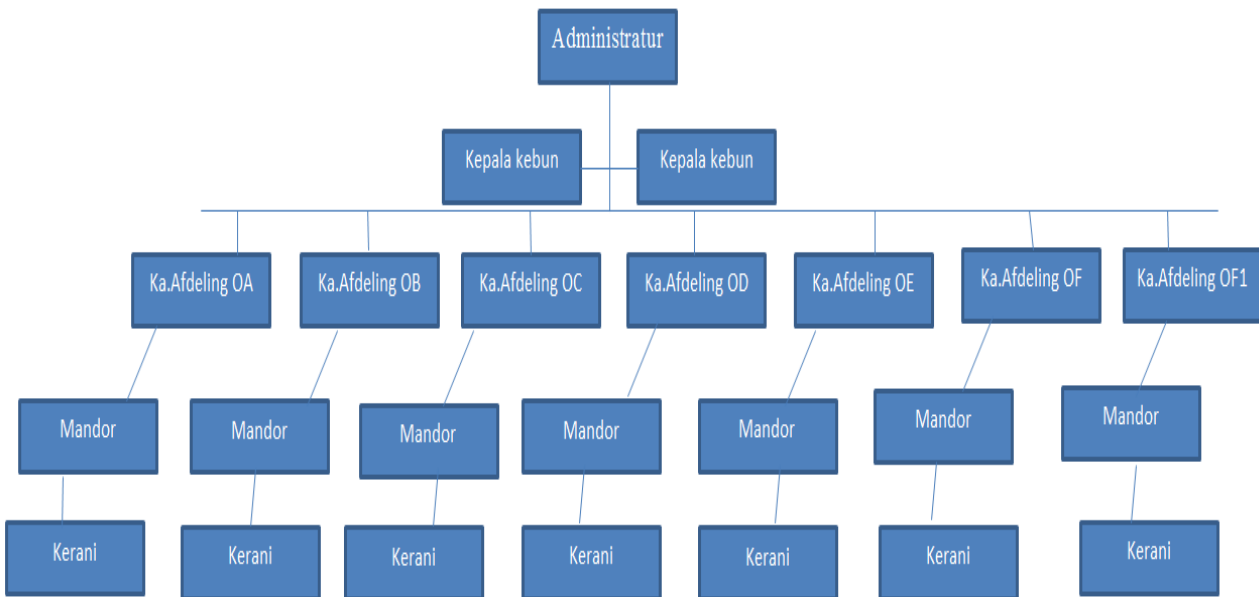 Administratur
Kepala kebun
Kepala kebun
Ka.Afdeling OA
Ka.Afdeling OB
Ka.Afdeling OC
Ka.Afdeling OD
Ka.Afdeling OE
Ka.Afdeling OF
Ka.Afdeling OF1
Mandor
Mandor
Mandor
Mandor
Mandor
Mandor
Mandor
Kerani
Kerani
Kerani
Kerani
Kerani
Kerani
Kerani